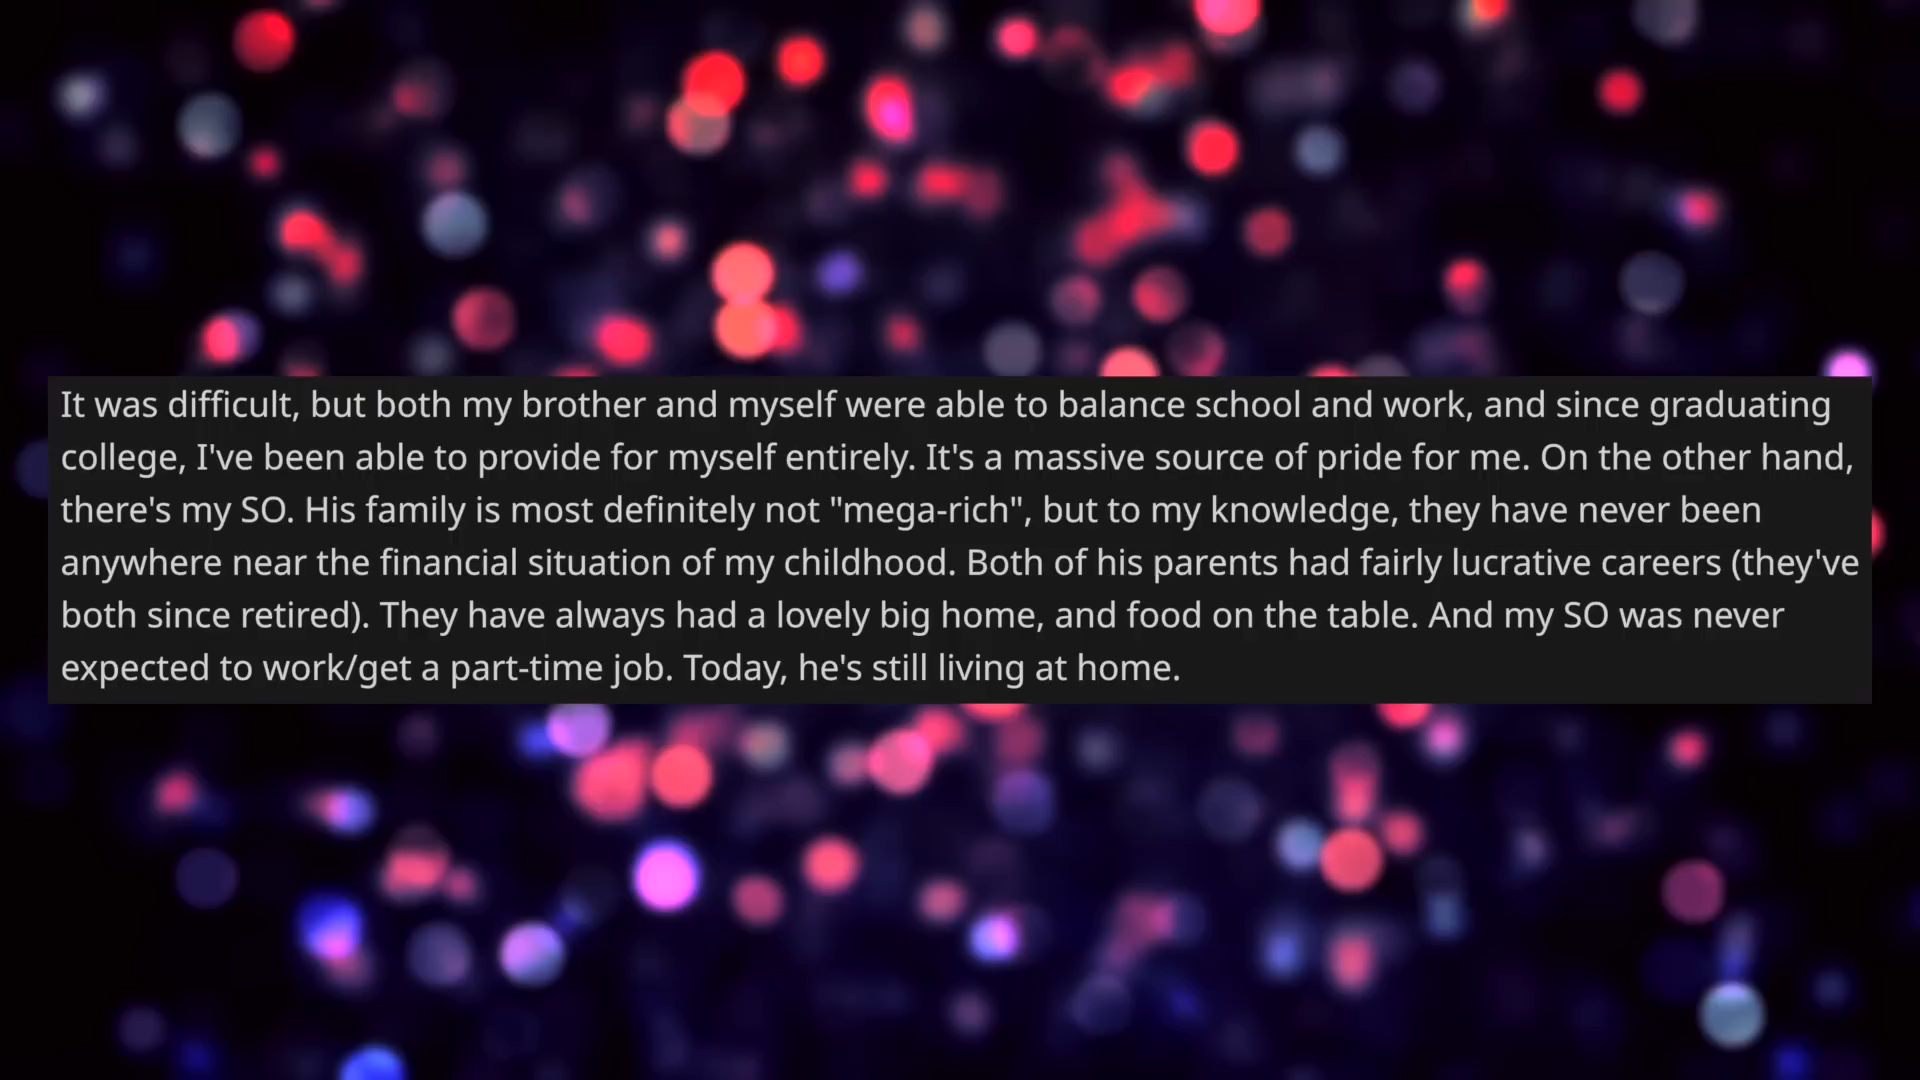 It was difficult, but both my brother and myself were able to balance school and work, and since graduating
college, I've been able to provide for myself entirely. It's a massive source of pride for me. On the other hand,
there's my SO. His family is most definitely not "mega-rich", but to my knowledge, they have never been
anywhere near the financial situation of my childhood. Both of his parents had fairly lucrative careers (they've
both since retired). They have always had a lovely big home, and food on the table. And my SO was never
expected to work/get a part-time job. Today, he's still living at home.